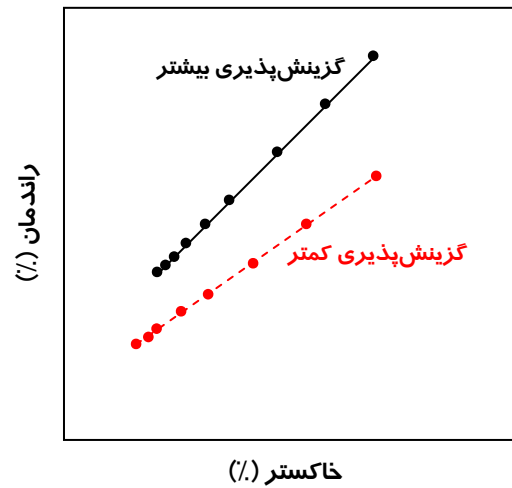 گزینش‌پذیری بیشتر
راندمان (٪)
گزینش‌پذیری کمتر
خاکستر (٪)